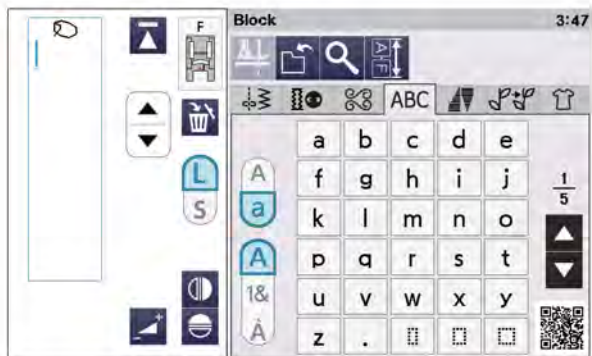 F
Block 3:47
ABC
a b c d e
A
f g h i j
1
5
L
S
a
k l m n o
A
p q r s t
1&
u v w x y
À
z .